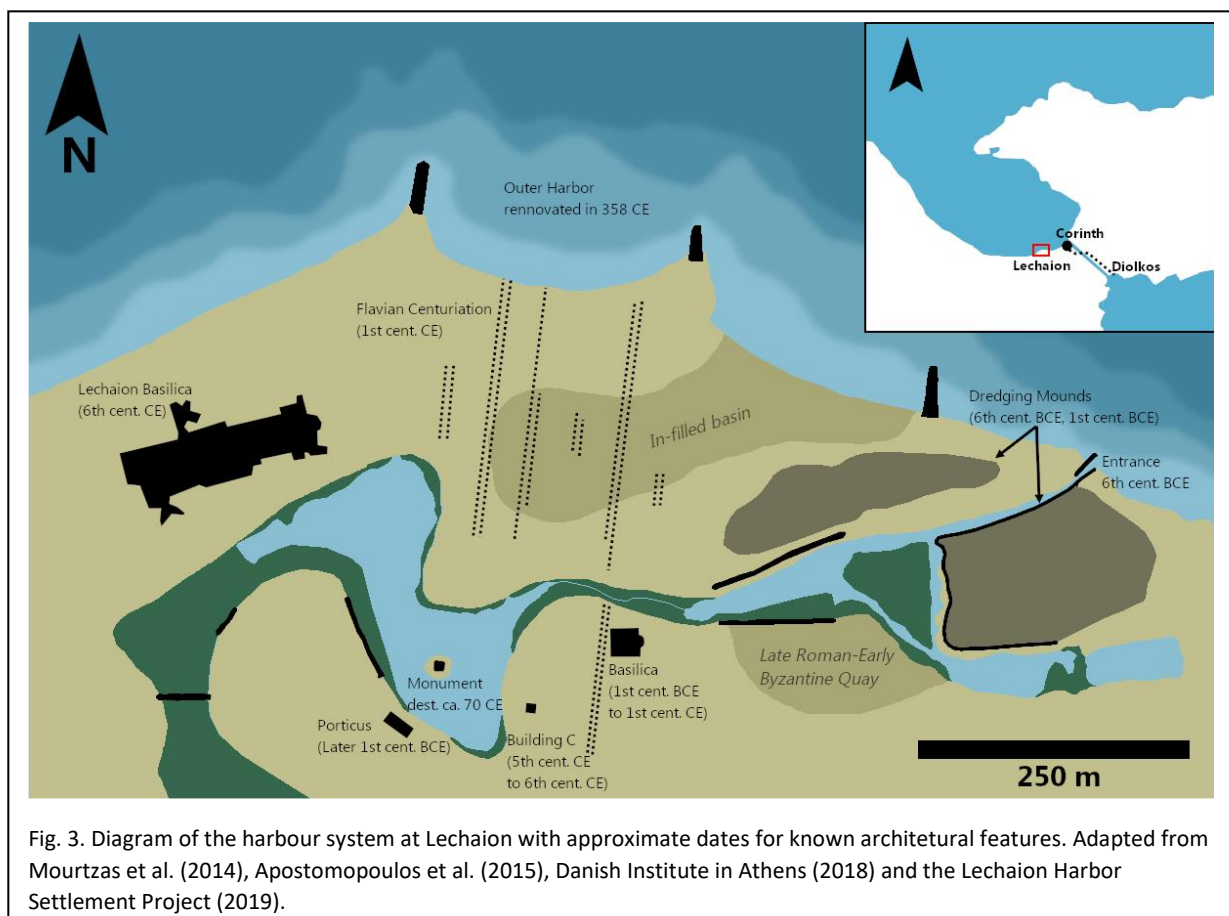 N
Outer Harbor
rennovated in 358 CE
Corinth
Lechaion
Diolkos
Flavian Centuriation
(1st cent. CE)
Lechaion Basilica
(6th cent. CE)
In-filled basin
Dredging Mounds
(6th cent. BCE, 1st cent. BCE)
Entrance
6th cent. BCE
Monument
dest. ca. 70 CE
Porticus
(Later 1st cent. BCE)
Building C
(5th cent. CE
to 6th cent. CE)
Basilica
(1st cent. BCE
to 1st cent. CE)
Late Roman-Early
Byzantine Quay
250 m
Fig. 3. Diagram of the harbour system at Lechaion with approximate dates for known architetural features. Adapted from
Mourtzas et al. (2014), Apostomopoulos et al. (2015), Danish Institute in Athens (2018) and the Lechaion Harbor
Settlement Project (2019).